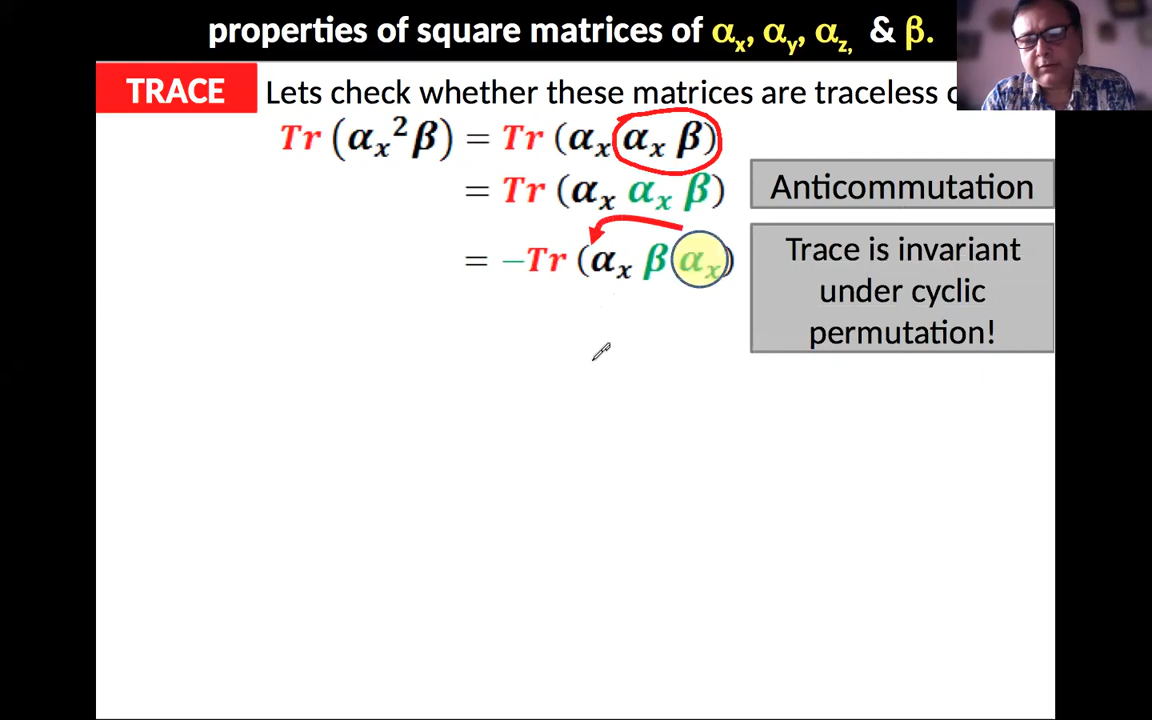 properties of square matrices of αx, αy, αz, & β.
TRACE Lets check whether these matrices are traceless
Tr (αx²β) = Tr (αx αx β)
= Tr (αx αx β)
Anticommutation
= −Tr (αx β αx)
Trace is invariant
under cyclic
permutation!